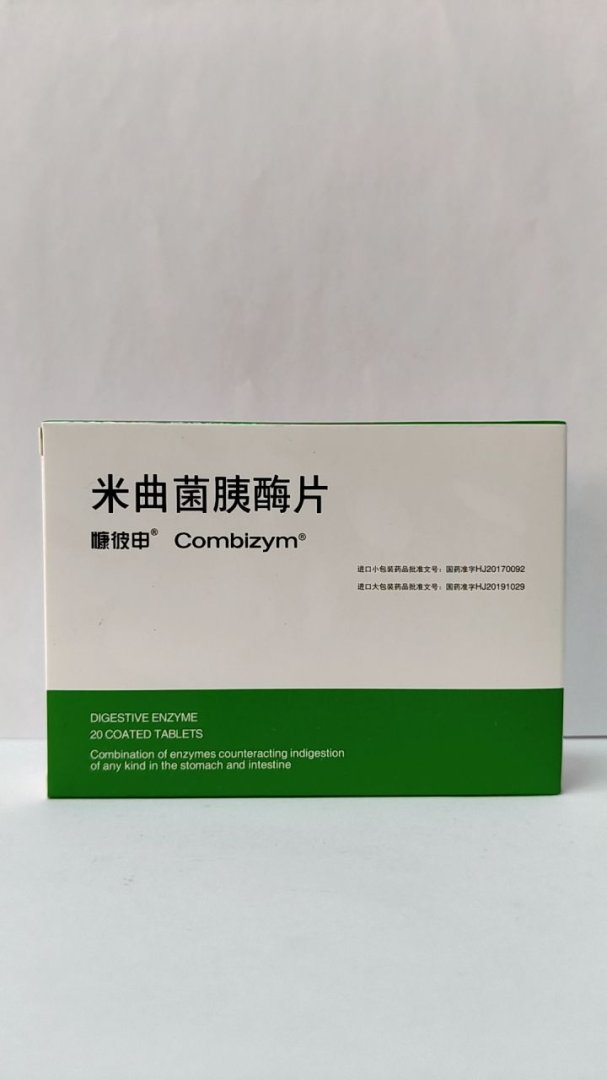 米曲菌胰酶片
慷彼申® Combizym®
进口小包装药品批准文号：国药准字HJ20170092
进口大包装药品批准文号：国药准字HJ20191029
DIGESTIVE ENZYME
20 COATED TABLETS
Combination of enzymes counteracting indigestion
of any kind in the stomach and intestine